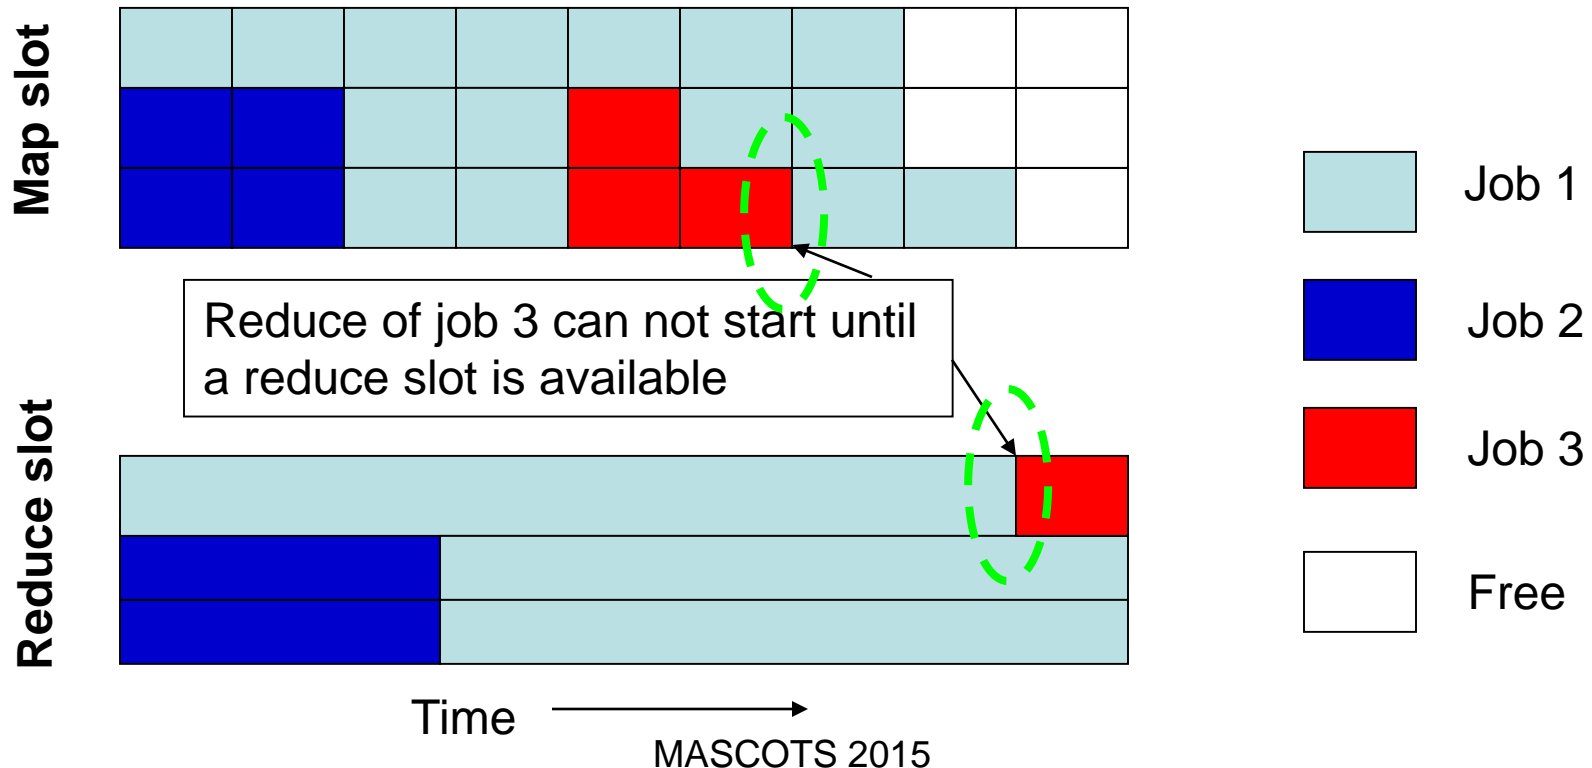 Map slot
Job 1
Job 2
Reduce of job 3 can not start until
a reduce slot is available
Job 3
Reduce slot
Free
Time
MASCOTS 2015